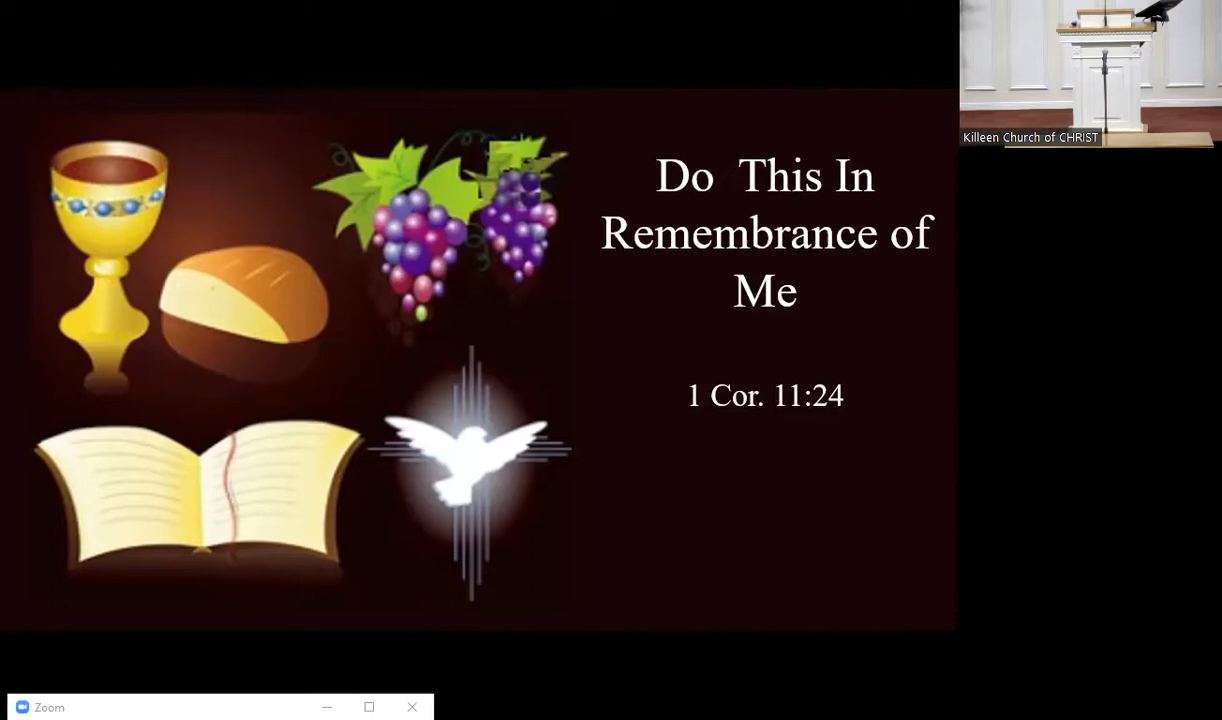 Killeen Church of CHRIST
Do This In
Remembrance of
Me
1 Cor. 11:24
Zoom